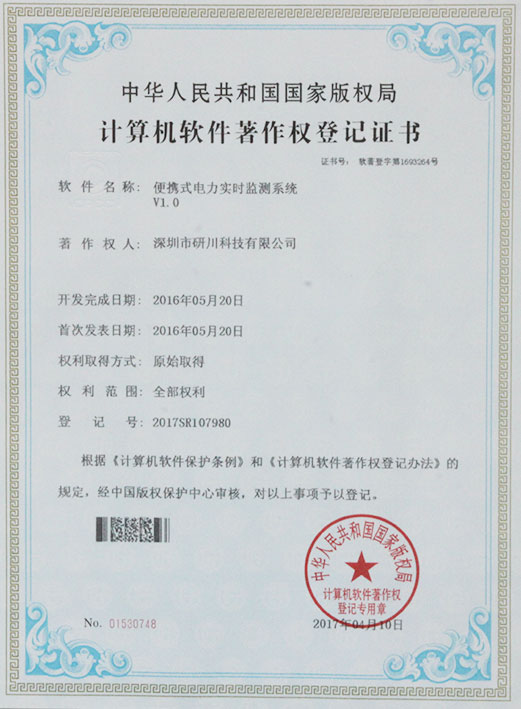 中华人民共和国国家版权局
计算机软件著作权登记证书
证书号： 软著登字第1693264号
软件名称： 便携式电力实时监测系统
V1.0
著作权人： 深圳市研川科技有限公司
开发完成日期： 2016年05月20日
首次发表日期： 2016年05月20日
权利取得方式： 原始取得
权利范围： 全部权利
登记号： 2017SR107980
根据《计算机软件保护条例》和《计算机软件著作权登记办法》的
规定，经中国版权保护中心审核，对以上事项予以登记。
中华人民共和国国家版权局
计算机软件著作权
登记专用章
No. 01530748
2017年04月10日